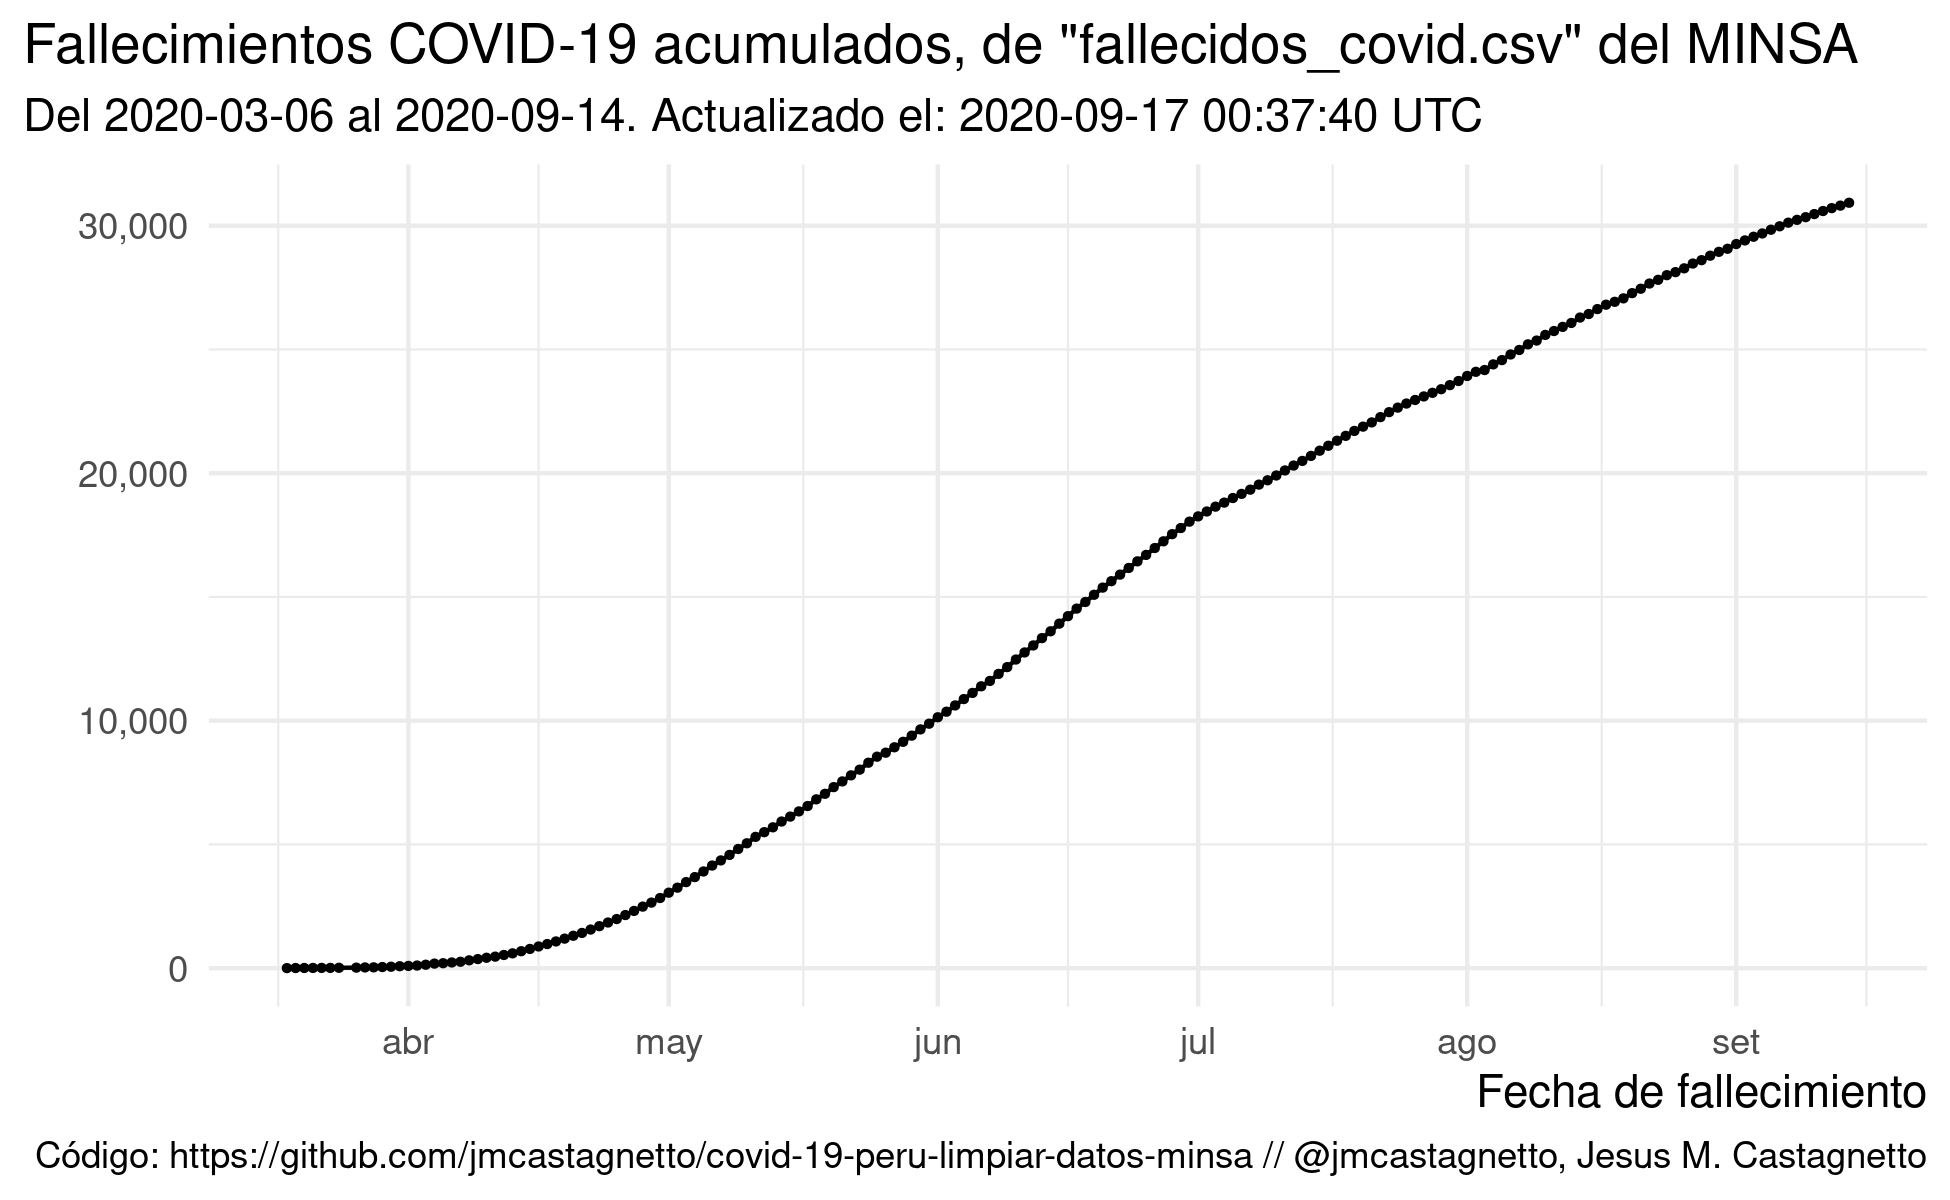 Fallecimientos COVID-19 acumulados, de "fallecidos_covid.csv" del MINSA
Del 2020-03-06 al 2020-09-14. Actualizado el: 2020-09-17 00:37:40 UTC
30,000
20,000
10,000
0
abr may jun jul ago set
Fecha de fallecimiento
Código: https://github.com/jmcastagnetto/covid-19-peru-limpiar-datos-minsa // @jmcastagnetto, Jesus M. Castagnetto